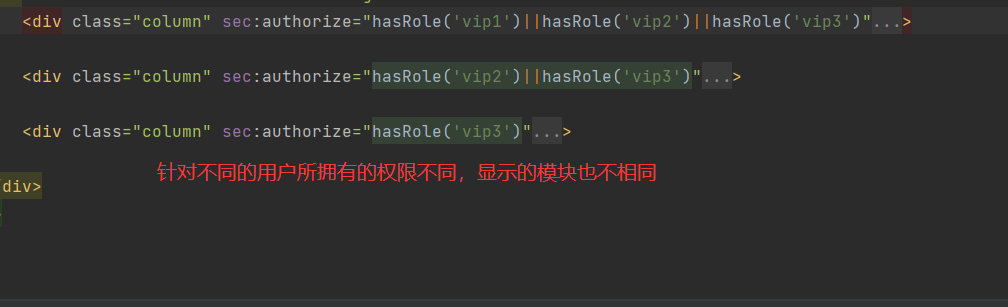 <div class="column" sec:authorize="hasRole('vip1')||hasRole('vip2')||hasRole('vip3')"...>
<div class="column" sec:authorize="hasRole('vip2')||hasRole('vip3')"...>
<div class="column" sec:authorize="hasRole('vip3')"...>
针对不同的用户所拥有的权限不同，显示的模块也不相同
div>